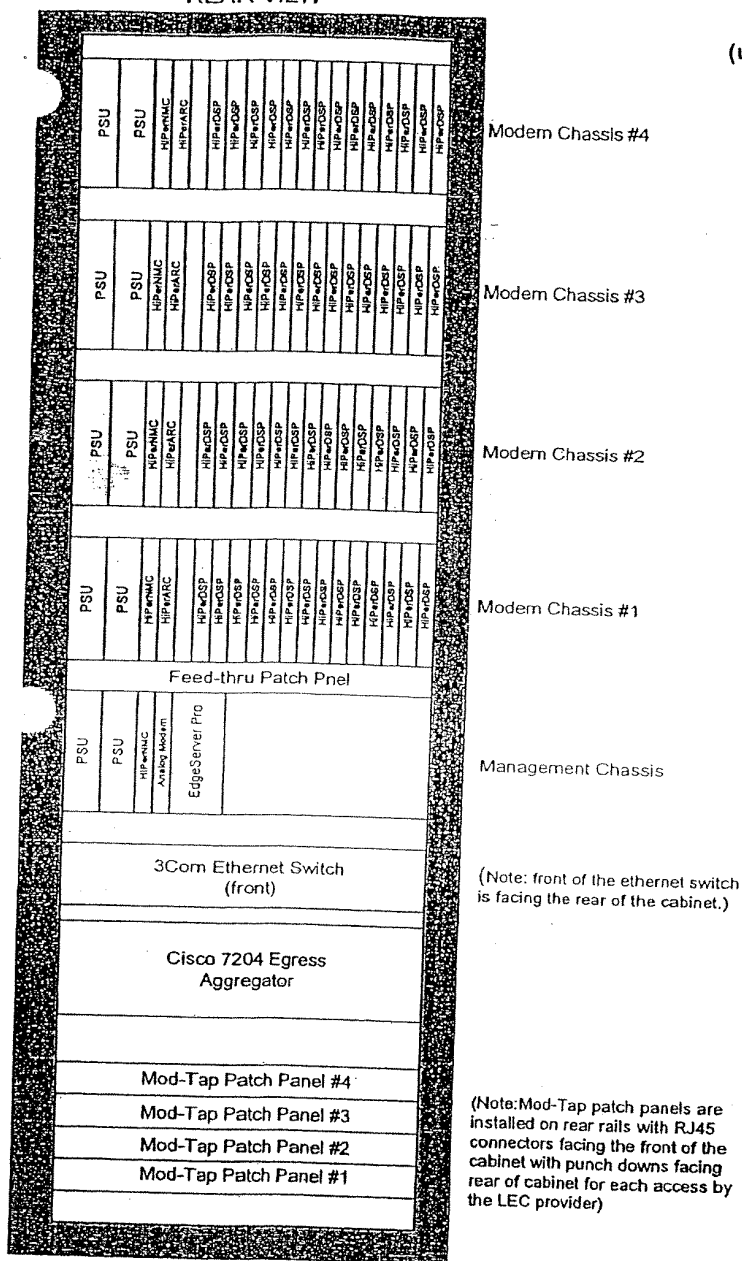 REAR VIEW
PSU
PSU
HiPerNMC
HiPerARC
HiPerDSP
HiPerDSP
HiPerDSP
HiPerDSP
HiPerDSP
HiPerDSP
HiPerDSP
HiPerDSP
HiPerDSP
HiPerDSP
HiPerDSP
HiPerDSP
HiPerDSP
HiPerDSP
Modem Chassis #4
PSU
PSU
HiPerNMC
HiPerARC
HiPerDSP
HiPerDSP
HiPerDSP
HiPerDSP
HiPerDSP
HiPerDSP
HiPerDSP
HiPerDSP
HiPerDSP
HiPerDSP
HiPerDSP
HiPerDSP
HiPerDSP
HiPerDSP
Modem Chassis #3
PSU
PSU
HiPerNMC
HiPerARC
HiPerDSP
HiPerDSP
HiPerDSP
HiPerDSP
HiPerDSP
HiPerDSP
HiPerDSP
HiPerDSP
HiPerDSP
HiPerDSP
HiPerDSP
HiPerDSP
HiPerDSP
HiPerDSP
Modem Chassis #2
PSU
PSU
HiPerNMC
HiPerARC
HiPerDSP
HiPerDSP
HiPerDSP
HiPerDSP
HiPerDSP
HiPerDSP
HiPerDSP
HiPerDSP
HiPerDSP
HiPerDSP
HiPerDSP
HiPerDSP
HiPerDSP
HiPerDSP
Modem Chassis #1
Feed-thru Patch Pnel
PSU
PSU
HiPerNMC
Analog Modem
EdgeServer Pro
Management Chassis
3Com Ethernet Switch
(front)
(Note: front of the ethernet switch
is facing the rear of the cabinet.)
Cisco 7204 Egress
Aggregator
Mod-Tap Patch Panel #4
Mod-Tap Patch Panel #3
Mod-Tap Patch Panel #2
Mod-Tap Patch Panel #1
(Note:Mod-Tap patch panels are
installed on rear rails with RJ45
connectors facing the front of the
cabinet with punch downs facing
rear of cabinet for each access by
the LEC provider)